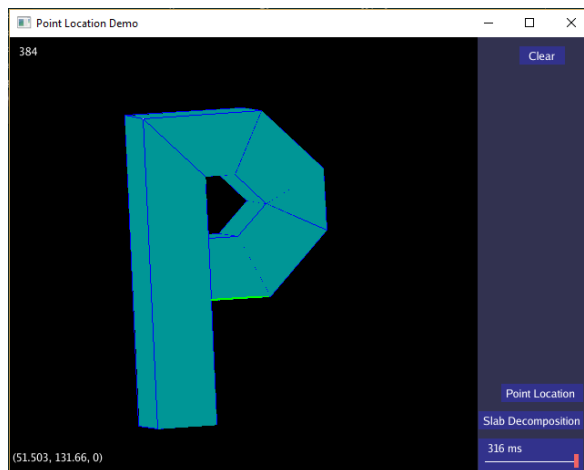 Point Location Demo
384
Clear
Point Location
Slab Decomposition
316 ms
(51.503, 131.66, 0)